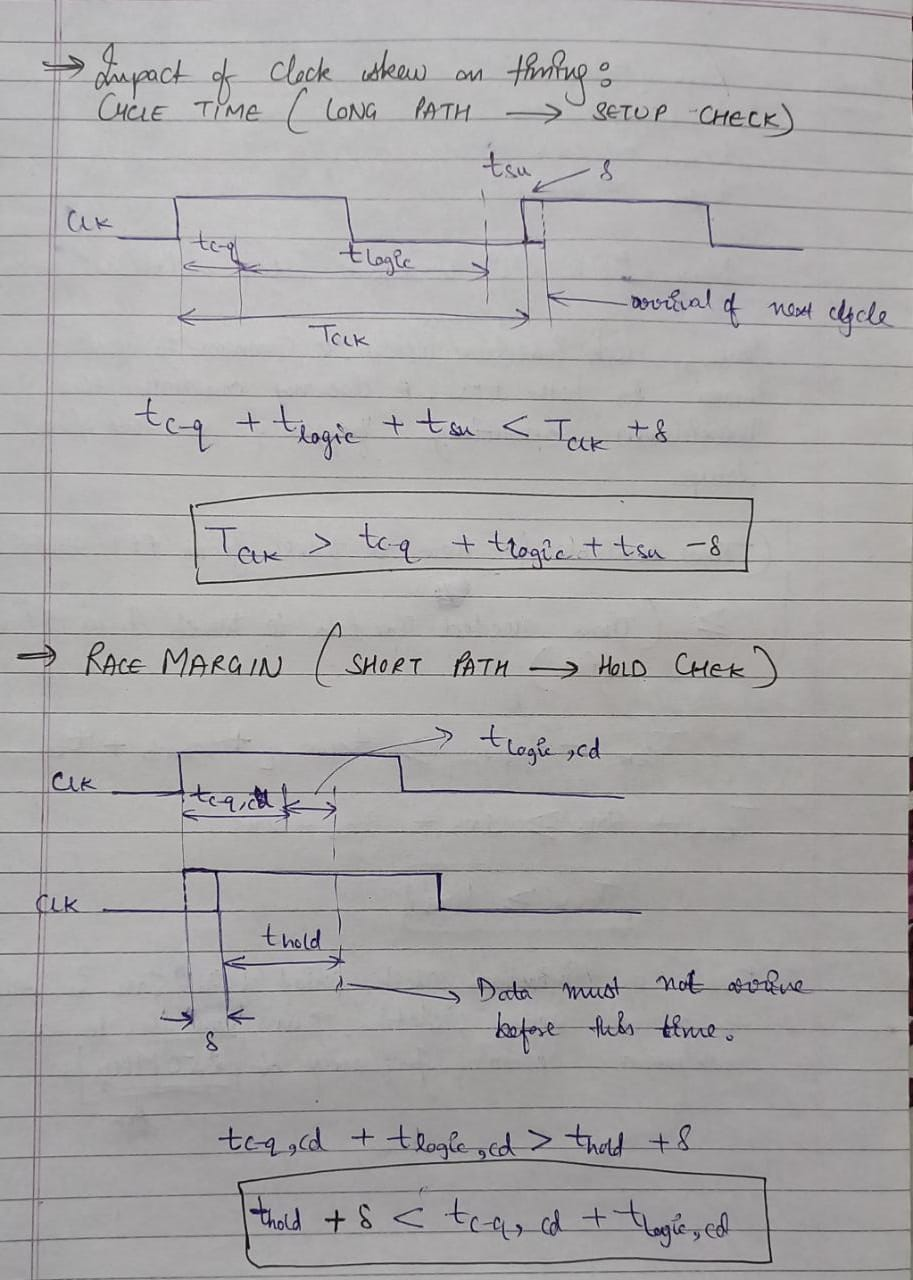 ⇒ Impact of Clock skew on timing:
CYCLE TIME ( LONG PATH → SETUP CHECK)
tsu δ
Clk
tc-q tlogic
arrival of next cycle
TCLK
tc-q + tlogic + tsu < TCLK + δ
TCLK > tc-q + tlogic + tsu - δ
⇒ RACE MARGIN ( SHORT PATH → HOLD CHEK)
tlogic,cd
Clk
tc-q,cd
CLK
thold
Data must not arrive
before this time.
δ
tc-q,cd + tlogic,cd > thold + δ
thold + δ < tc-q, cd + tlogic,cd